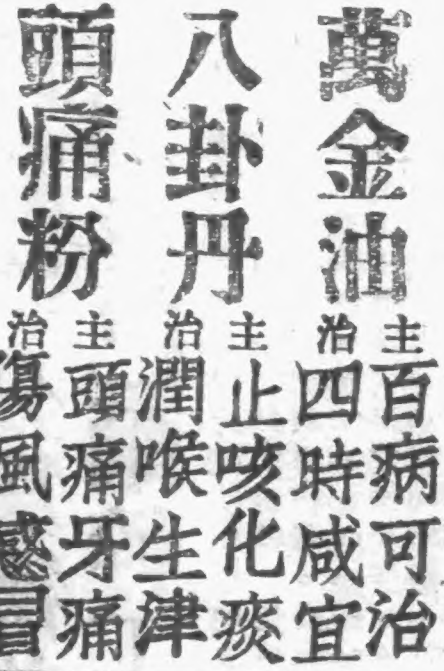 萬金油
主治
百病可治
四時咸宜
八卦丹
主治
止咳化痰
潤喉生津
頭痛粉
主治
頭痛牙痛
傷風感冒